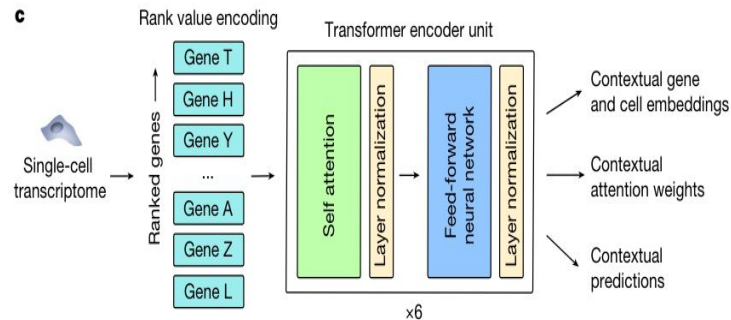 c
Rank value encoding
Transformer encoder unit
Single-cell
transcriptome
Ranked genes
Gene T
Gene H
Gene Y
...
Gene A
Gene Z
Gene L
Self attention
Layer normalization
Feed-forward
neural network
Layer normalization
×6
Contextual gene
and cell embeddings
Contextual
attention weights
Contextual
predictions